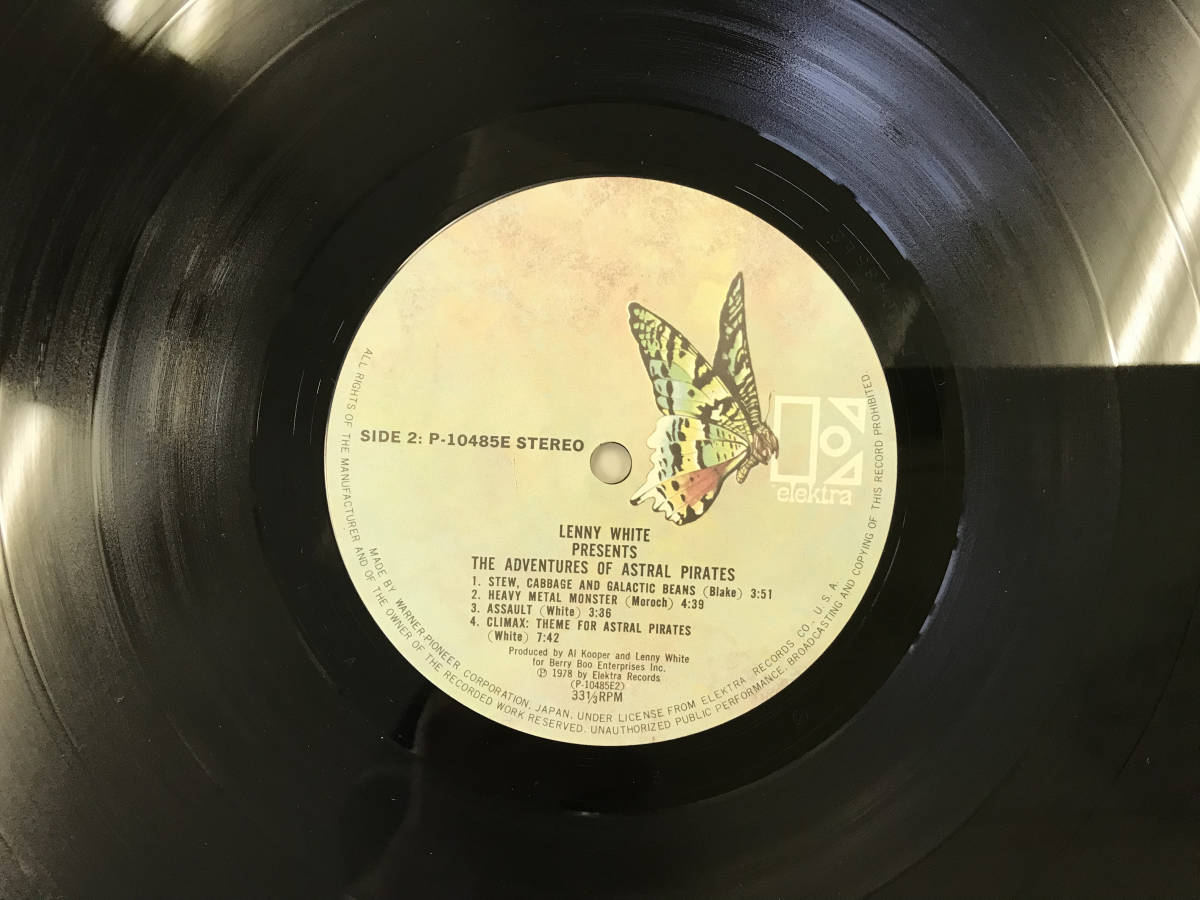 SIDE 2: P-10485E STEREO
elektra
LENNY WHITE
PRESENTS
THE ADVENTURES OF ASTRAL PIRATES
1. STEW, CABBAGE AND GALACTIC BEANS (Blake) 3:51
2. HEAVY METAL MONSTER (Moroch) 4:39
3. ASSAULT (White) 3:36
4. CLIMAX: THEME FOR ASTRAL PIRATES
(White) 7:42
Produced by Al Kooper and Lenny White
for Berry Boo Enterprises Inc.
℗ 1978 by Elektra Records
(P-10485E2)
33⅓RPM
MADE BY WARNER-PIONEER CORPORATION, JAPAN, UNDER LICENSE FROM ELEKTRA RECORDS CO., U.S.A.
ALL RIGHTS OF THE MANUFACTURER AND OF THE OWNER OF THE RECORDED WORK RESERVED. UNAUTHORIZED PUBLIC PERFORMANCE, BROADCASTING AND COPYING OF THIS RECORD PROHIBITED.